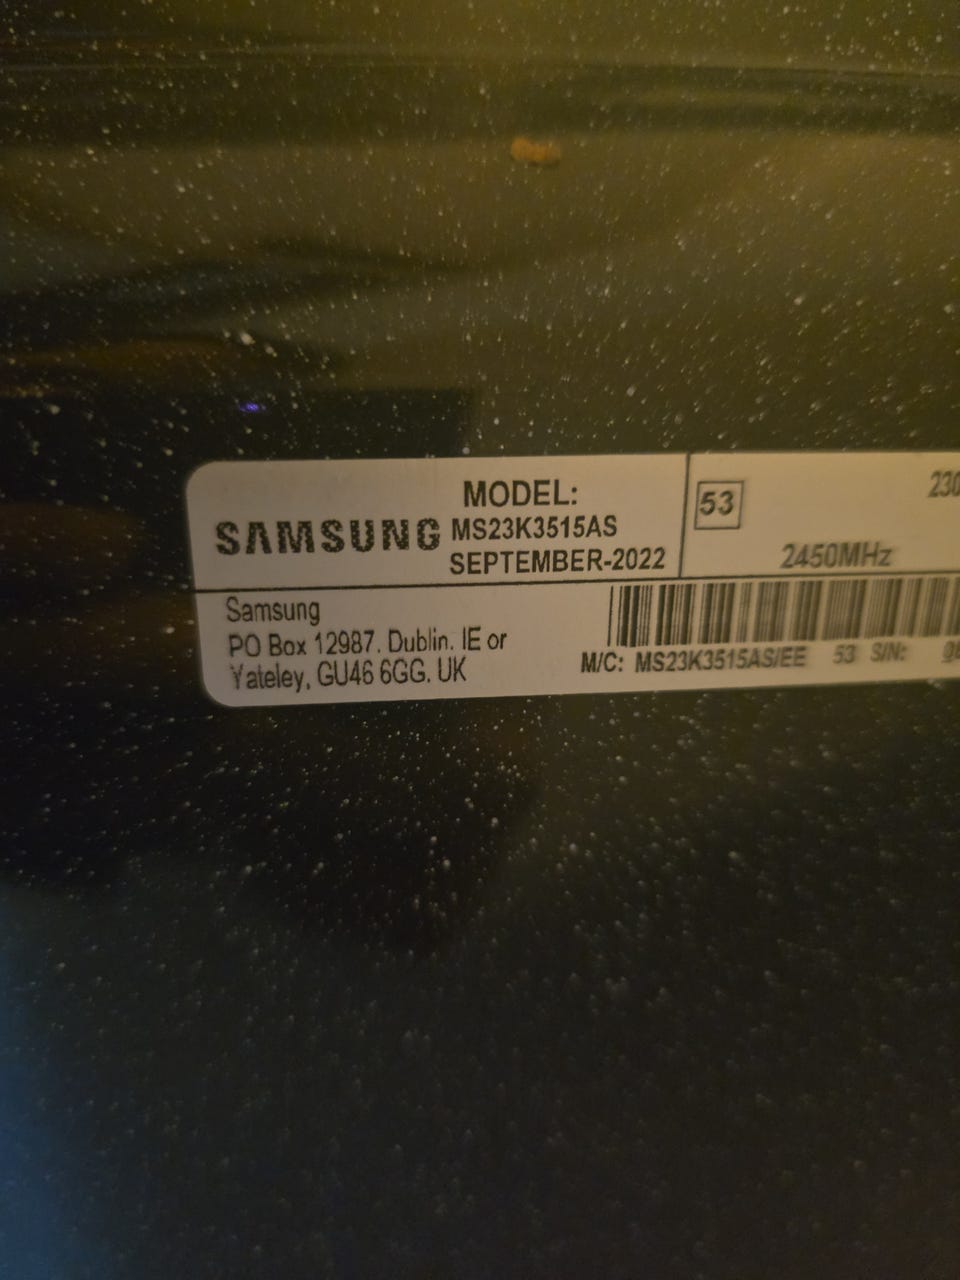 MODEL:
SAMSUNG MS23K3515AS
SEPTEMBER-2022
53
230
2450MHz
Samsung
PO Box 12987. Dublin. IE or
Yateley, GU46 6GG. UK
M/C: MS23K3515AS/EE 53 S/N: